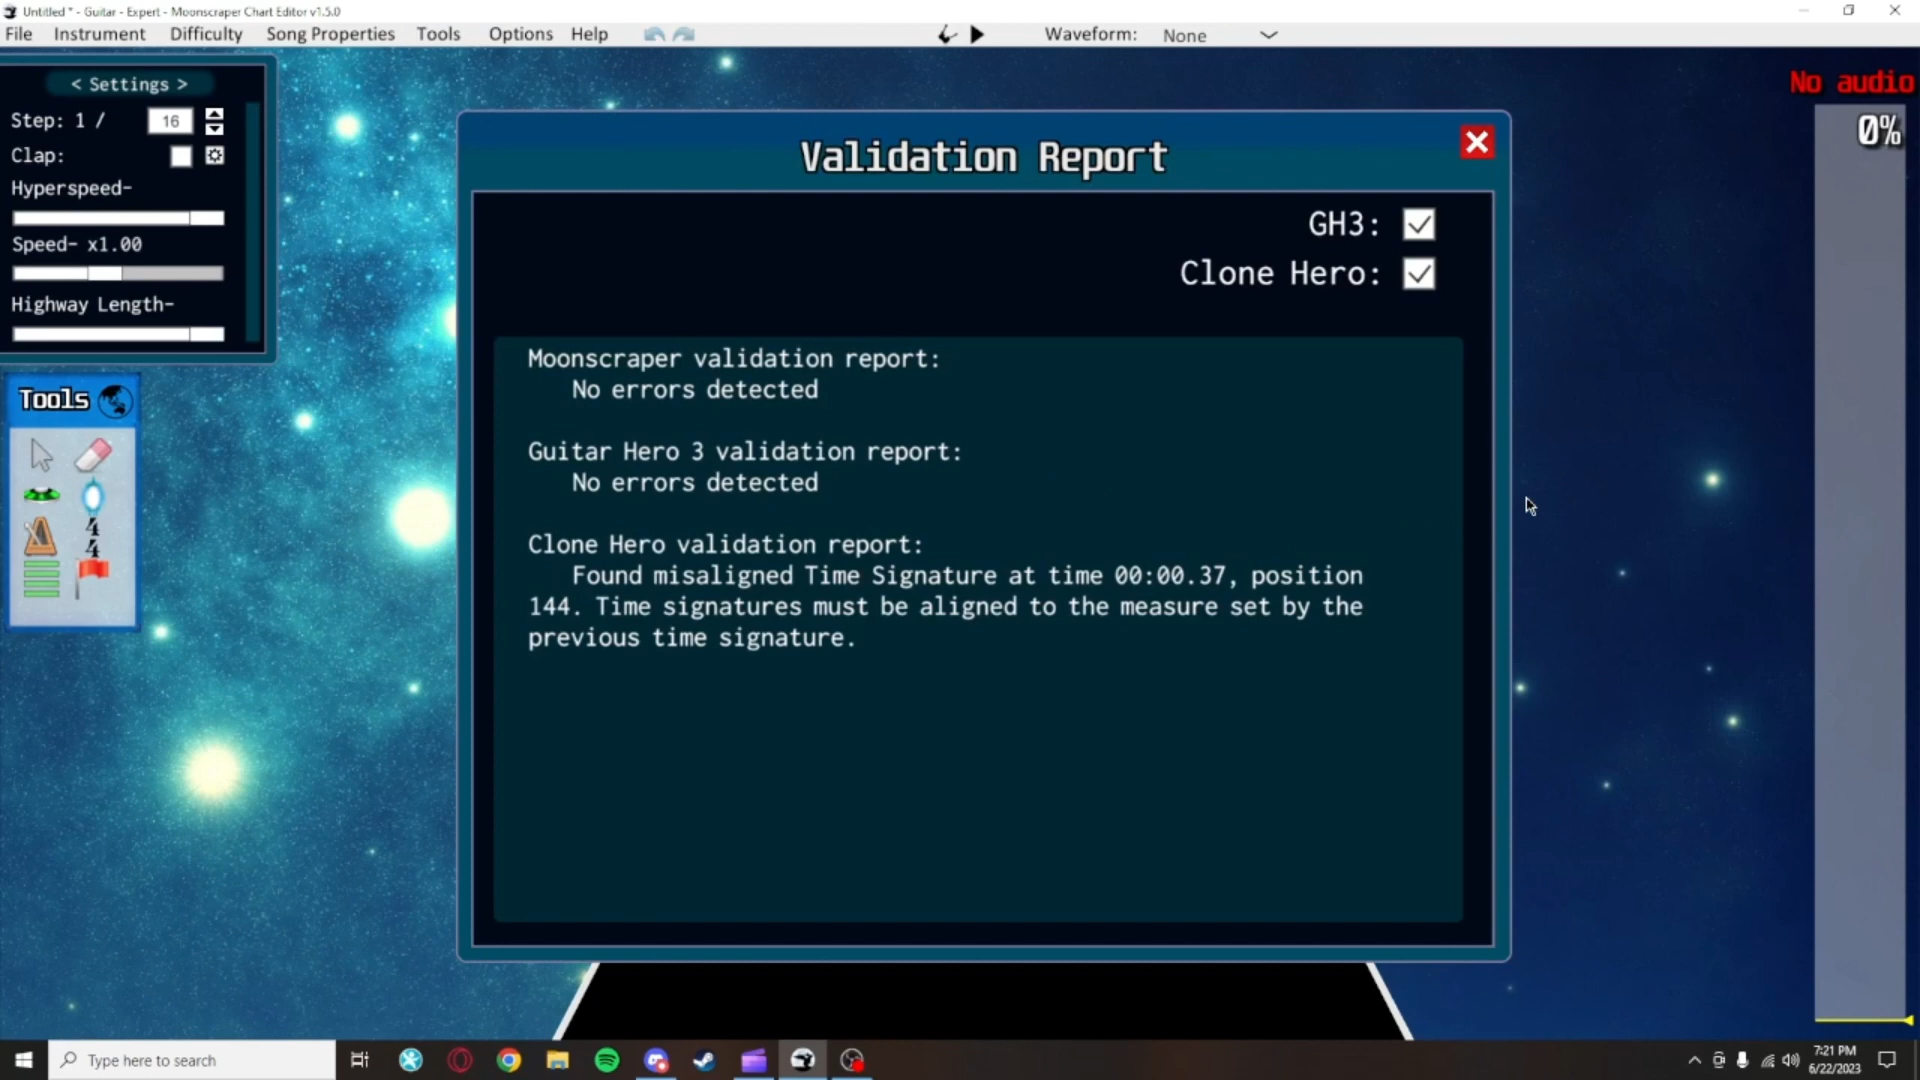 Untitled * - Guitar - Expert - Moonscraper Chart Editor v1.5.0
File Instrument Difficulty Song Properties Tools Options Help Waveform: None
< Settings >
Step: 1 / 16
Clap:
Hyperspeed-
Speed- x1.00
Highway Length-
Tools
4
4
No audio
0%
Validation Report
GH3:
Clone Hero:
Moonscraper validation report:
No errors detected
Guitar Hero 3 validation report:
No errors detected
Clone Hero validation report:
Found misaligned Time Signature at time 00:00.37, position
144. Time signatures must be aligned to the measure set by the
previous time signature.
Type here to search
7:21 PM
6/22/2023